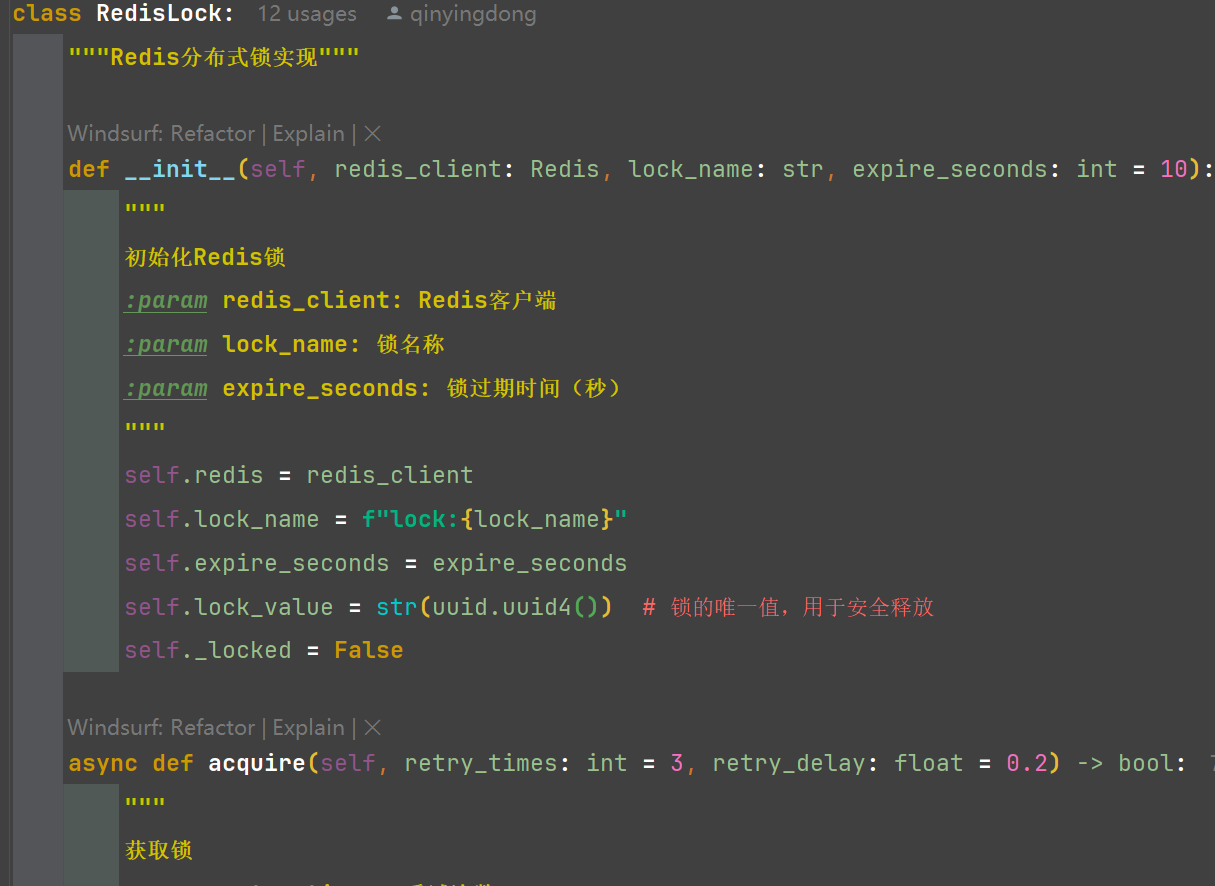 class RedisLock: 12 usages qinyingdong
"""Redis分布式锁实现"""
Windsurf: Refactor | Explain | ×
def __init__(self, redis_client: Redis, lock_name: str, expire_seconds: int = 10):
"""
初始化Redis锁
:param redis_client: Redis客户端
:param lock_name: 锁名称
:param expire_seconds: 锁过期时间（秒）
"""
self.redis = redis_client
self.lock_name = f"lock:{lock_name}"
self.expire_seconds = expire_seconds
self.lock_value = str(uuid.uuid4()) # 锁的唯一值，用于安全释放
self._locked = False
Windsurf: Refactor | Explain | ×
async def acquire(self, retry_times: int = 3, retry_delay: float = 0.2) -> bool:
"""
获取锁